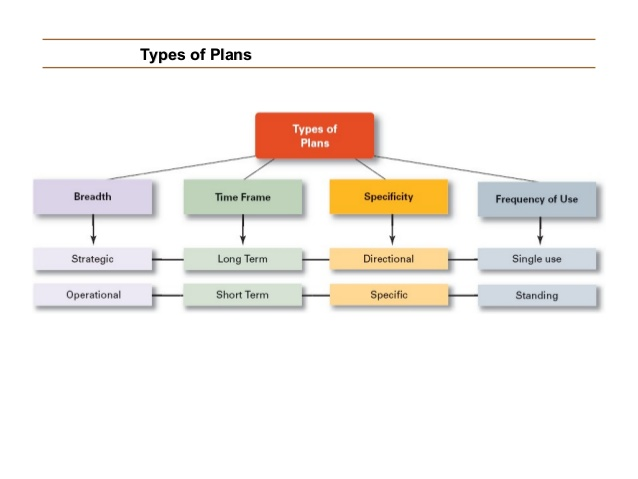 Types of Plans
Types of
Plans
Breadth
Time Frame
Specificity
Frequency of Use
Strategic
Long Term
Directional
Single use
Operational
Short Term
Specific
Standing